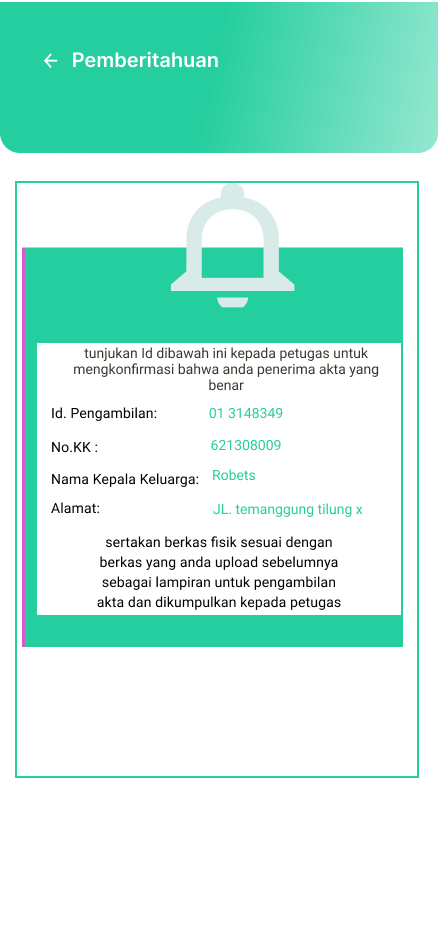 Pemberitahuan
tunjukan Id dibawah ini kepada petugas untuk
mengkonfirmasi bahwa anda penerima akta yang
benar
Id. Pengambilan: 01 3148349
No.KK : 621308009
Nama Kepala Keluarga: Robets
Alamat: JL. temanggung tilung x
sertakan berkas fisik sesuai dengan
berkas yang anda upload sebelumnya
sebagai lampiran untuk pengambilan
akta dan dikumpulkan kepada petugas